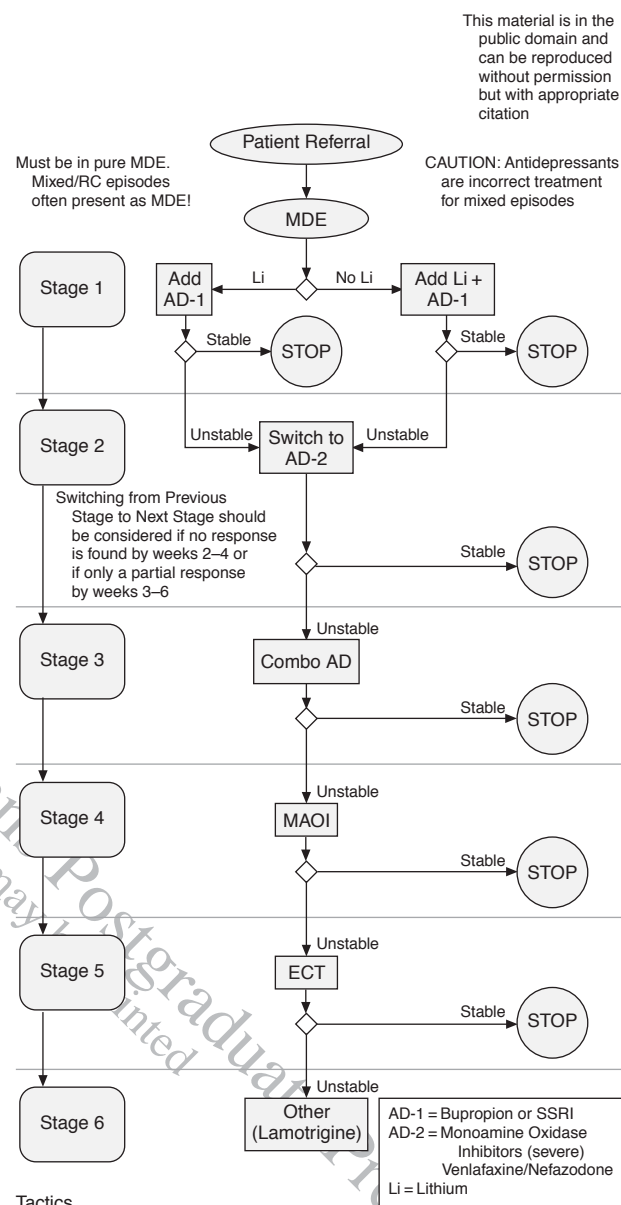 This material is in the
public domain and
can be reproduced
without permission
but with appropriate
citation
Patient Referral
Must be in pure MDE.
Mixed/RC episodes
often present as MDE!
CAUTION: Antidepressants
are incorrect treatment
for mixed episodes
MDE
Stage 1
Add
AD-1
Li
No Li
Add Li +
AD-1
Stable
STOP
Stable
STOP
Stage 2
Unstable
Switch to
AD-2
Unstable
Switching from Previous
Stage to Next Stage should
be considered if no response
is found by weeks 2–4 or
if only a partial response
by weeks 3–6
Stable
STOP
Unstable
Stage 3
Combo AD
Stable
STOP
Unstable
Stage 4
MAOI
Stable
STOP
Unstable
Stage 5
ECT
Stable
STOP
Unstable
Stage 6
Other
(Lamotrigine)
AD-1 = Bupropion or SSRI
AD-2 = Monoamine Oxidase
Inhibitors (severe)
Venlafaxine/Nefazodone
Li = Lithium
Tactics